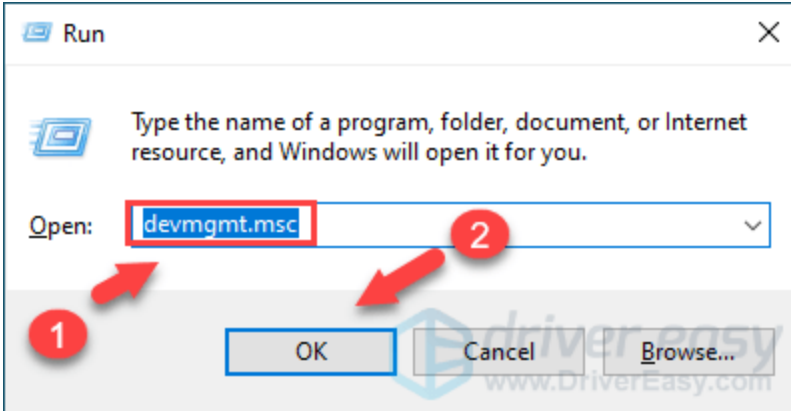 Run
Type the name of a program, folder, document, or Internet
resource, and Windows will open it for you.
Open: devmgmt.msc
2
1
OK Cancel Browse...
driver easy
www.DriverEasy.com